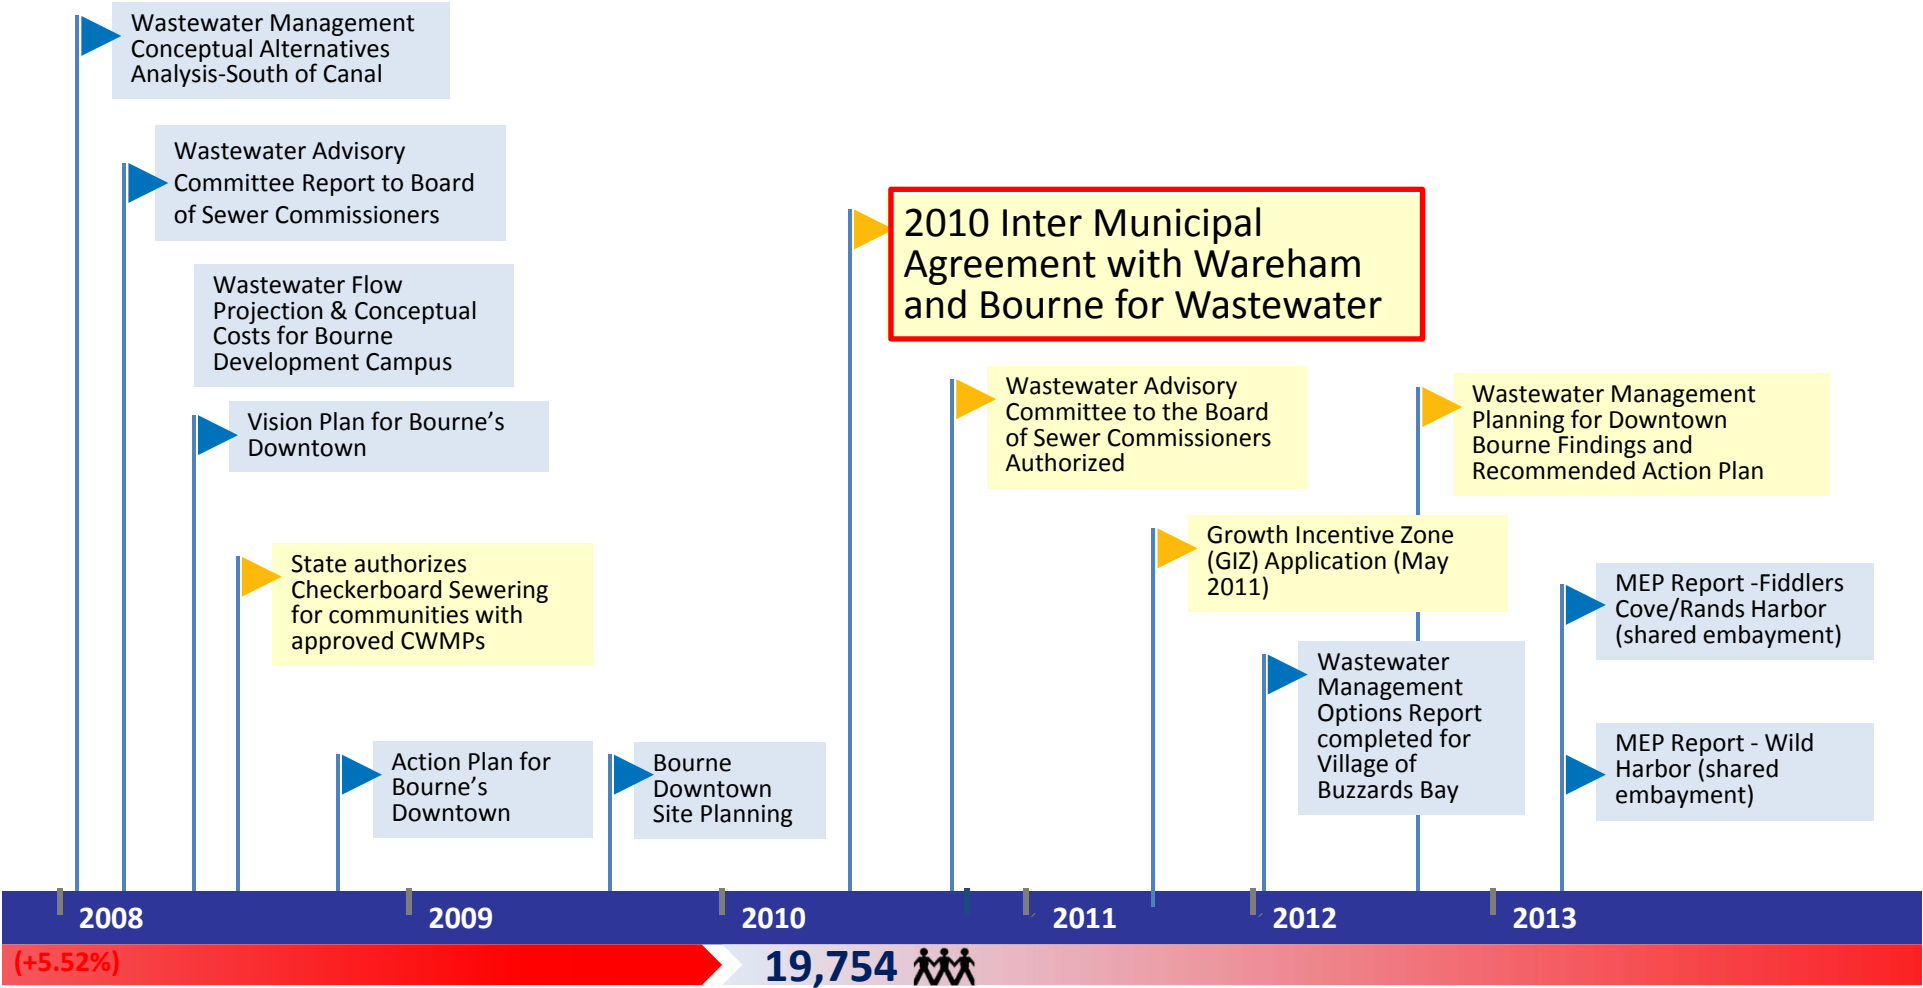 Wastewater Management
Conceptual Alternatives
Analysis-South of Canal
Wastewater Advisory
Committee Report to Board
of Sewer Commissioners
Wastewater Flow
Projection & Conceptual
Costs for Bourne
Development Campus
Vision Plan for Bourne’s
Downtown
State authorizes
Checkerboard Sewering
for communities with
approved CWMPs
Action Plan for
Bourne’s
Downtown
Bourne
Downtown
Site Planning
2010 Inter Municipal
Agreement with Wareham
and Bourne for Wastewater
Wastewater Advisory
Committee to the Board
of Sewer Commissioners
Authorized
Growth Incentive Zone
(GIZ) Application (May
2011)
Wastewater
Management
Options Report
completed for
Village of
Buzzards Bay
Wastewater Management
Planning for Downtown
Bourne Findings and
Recommended Action Plan
MEP Report -Fiddlers
Cove/Rands Harbor
(shared embayment)
MEP Report - Wild
Harbor (shared
embayment)
2008
2009
2010
2011
2012
2013
(+5.52%)
19,754